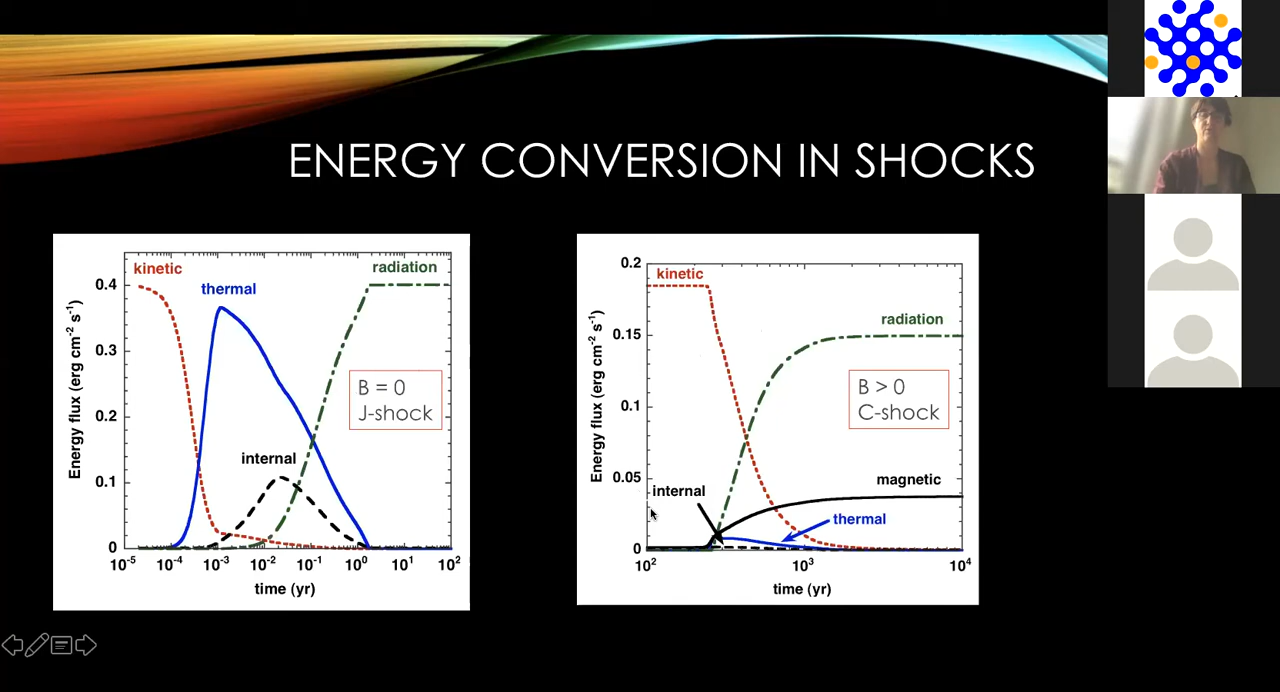 ENERGY CONVERSION IN SHOCKS
kinetic
thermal
radiation
internal
B = 0
J-shock
Energy flux (erg cm⁻² s⁻¹)
0.4
0.3
0.2
0.1
0
10⁻⁵ 10⁻⁴ 10⁻³ 10⁻² 10⁻¹ 10⁰ 10¹ 10²
time (yr)
kinetic
radiation
B > 0
C-shock
internal
magnetic
thermal
Energy flux (erg cm⁻² s⁻¹)
0.2
0.15
0.1
0.05
0
10² 10³ 10⁴
time (yr)